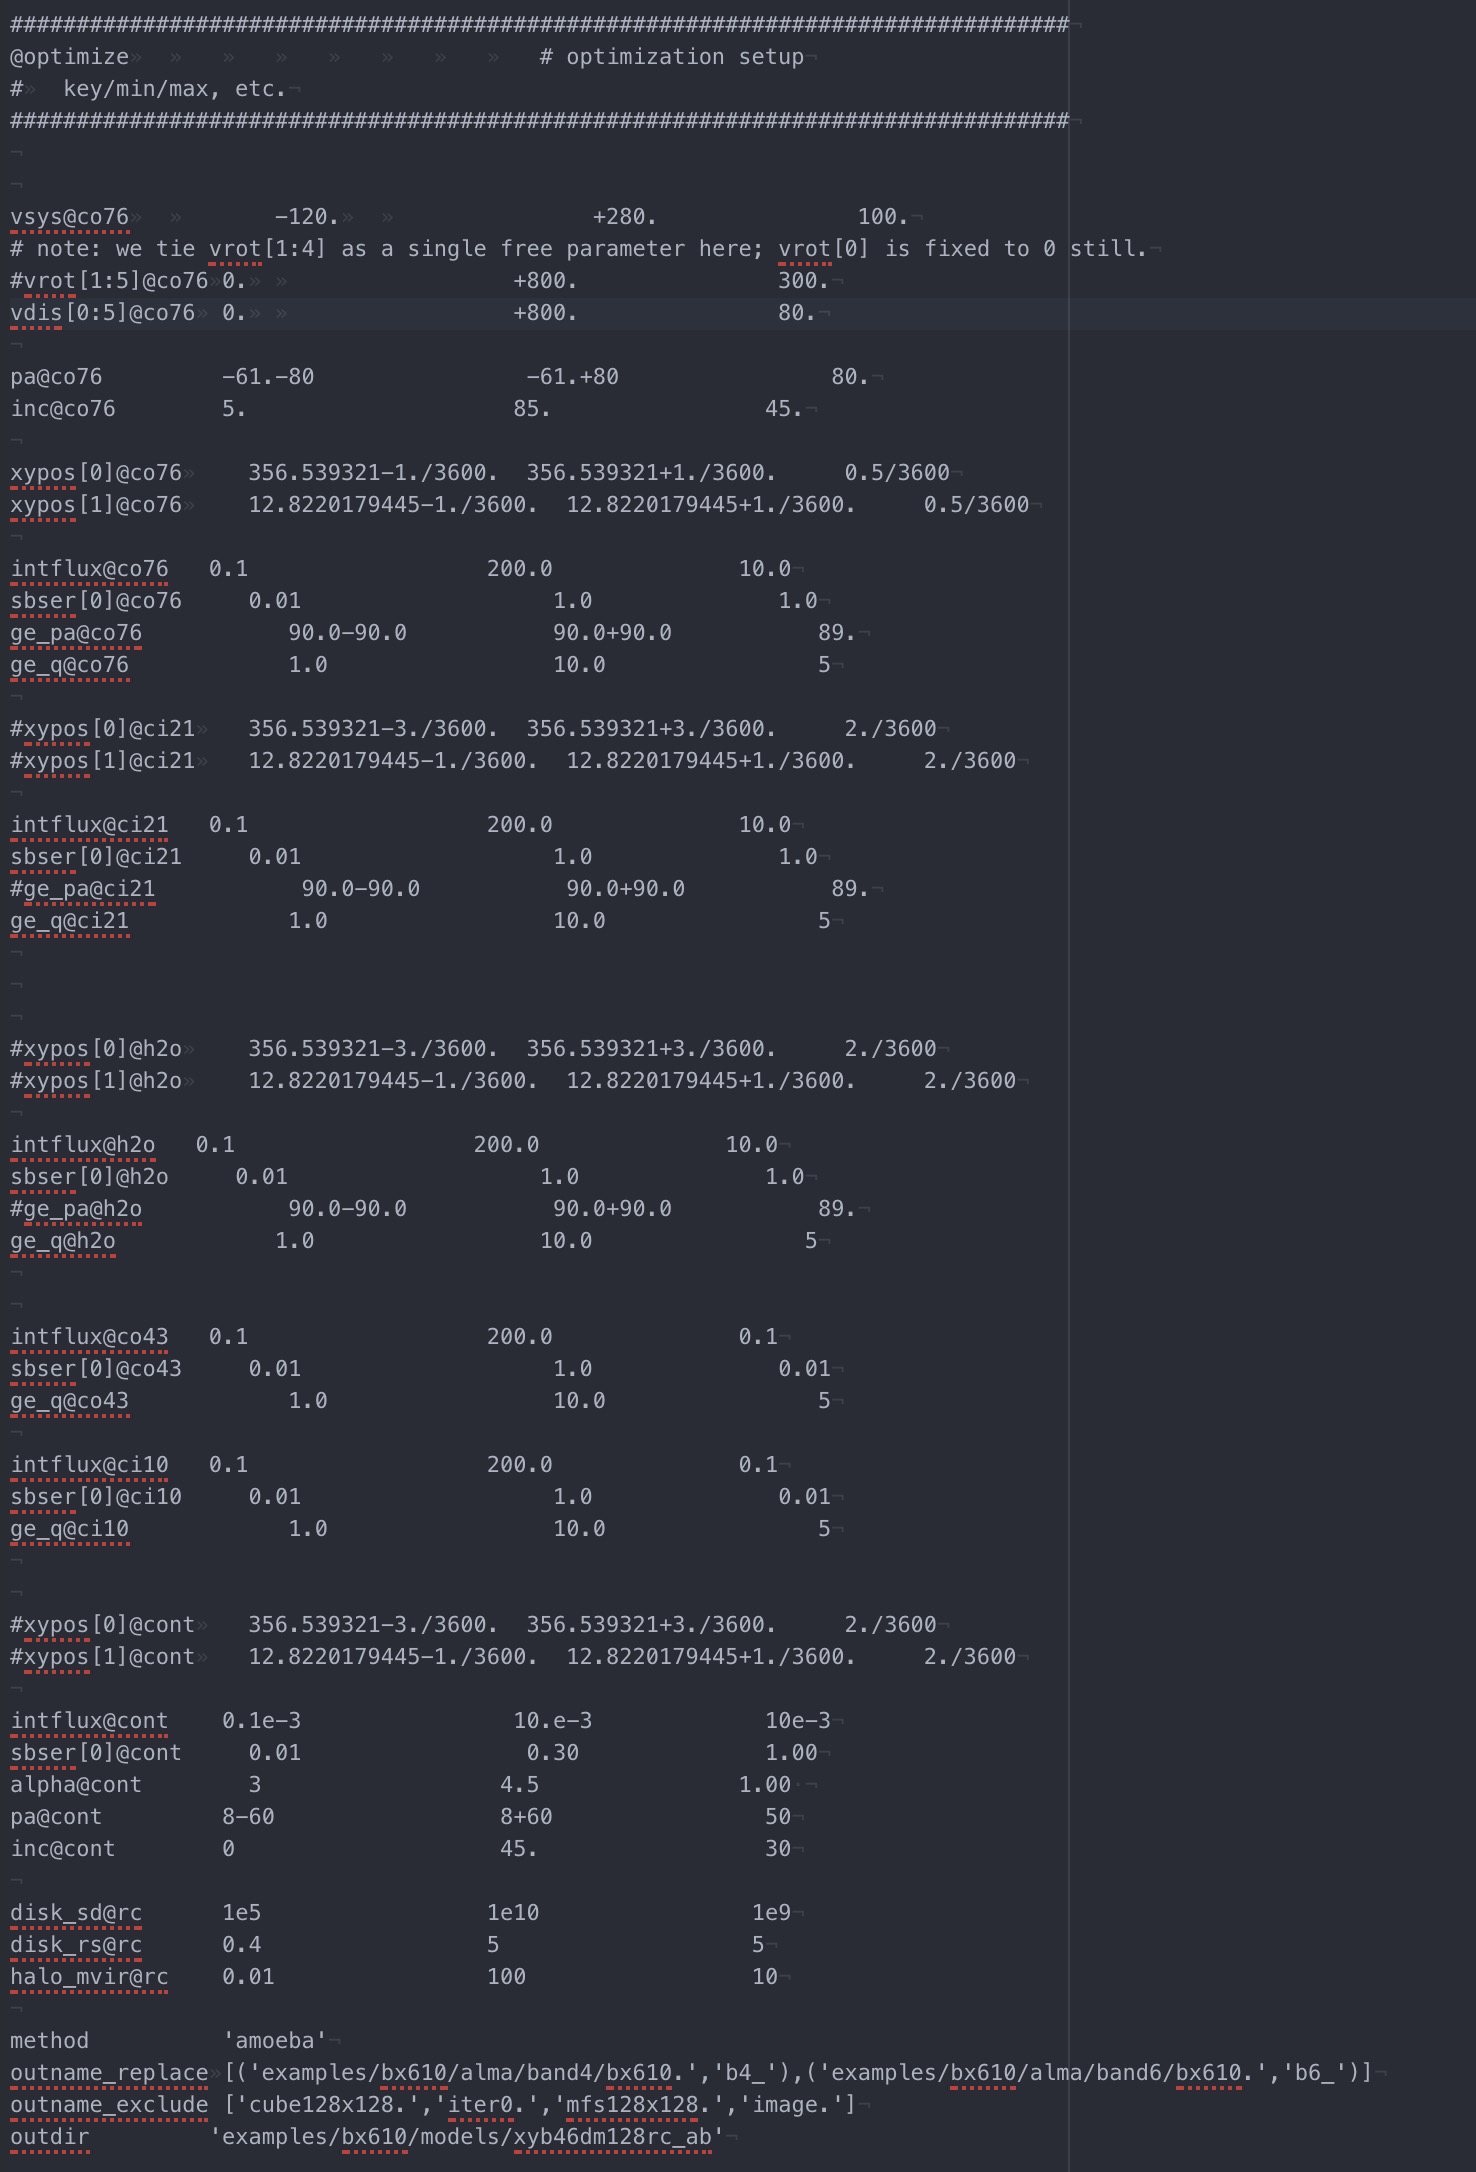 ################################################################################¬
@optimize» » » » » » » » # optimization setup¬
#» key/min/max, etc.¬
################################################################################¬
¬
¬
vsys@co76» » -120.» » +280. 100.¬
# note: we tie vrot[1:4] as a single free parameter here; vrot[0] is fixed to 0 still.¬
#vrot[1:5]@co76»0.» » +800. 300.¬
vdis[0:5]@co76» 0.» » +800. 80.¬
¬
pa@co76 -61.-80 -61.+80 80.¬
inc@co76 5. 85. 45.¬
¬
xypos[0]@co76» 356.539321-1./3600. 356.539321+1./3600. 0.5/3600¬
xypos[1]@co76» 12.8220179445-1./3600. 12.8220179445+1./3600. 0.5/3600¬
¬
intflux@co76 0.1 200.0 10.0¬
sbser[0]@co76 0.01 1.0 1.0¬
ge_pa@co76 90.0-90.0 90.0+90.0 89.¬
ge_q@co76 1.0 10.0 5¬
¬
#xypos[0]@ci21» 356.539321-3./3600. 356.539321+3./3600. 2./3600¬
#xypos[1]@ci21» 12.8220179445-1./3600. 12.8220179445+1./3600. 2./3600¬
¬
intflux@ci21 0.1 200.0 10.0¬
sbser[0]@ci21 0.01 1.0 1.0¬
#ge_pa@ci21 90.0-90.0 90.0+90.0 89.¬
ge_q@ci21 1.0 10.0 5¬
¬
¬
¬
#xypos[0]@h2o» 356.539321-3./3600. 356.539321+3./3600. 2./3600¬
#xypos[1]@h2o» 12.8220179445-1./3600. 12.8220179445+1./3600. 2./3600¬
¬
intflux@h2o 0.1 200.0 10.0¬
sbser[0]@h2o 0.01 1.0 1.0¬
#ge_pa@h2o 90.0-90.0 90.0+90.0 89.¬
ge_q@h2o 1.0 10.0 5¬
¬
¬
intflux@co43 0.1 200.0 0.1¬
sbser[0]@co43 0.01 1.0 0.01¬
ge_q@co43 1.0 10.0 5¬
¬
intflux@ci10 0.1 200.0 0.1¬
sbser[0]@ci10 0.01 1.0 0.01¬
ge_q@ci10 1.0 10.0 5¬
¬
¬
#xypos[0]@cont» 356.539321-3./3600. 356.539321+3./3600. 2./3600¬
#xypos[1]@cont» 12.8220179445-1./3600. 12.8220179445+1./3600. 2./3600¬
¬
intflux@cont 0.1e-3 10.e-3 10e-3¬
sbser[0]@cont 0.01 0.30 1.00¬
alpha@cont 3 4.5 1.00·¬
pa@cont 8-60 8+60 50¬
inc@cont 0 45. 30¬
¬
disk_sd@rc 1e5 1e10 1e9¬
disk_rs@rc 0.4 5 5¬
halo_mvir@rc 0.01 100 10¬
¬
method 'amoeba'¬
outname_replace»[('examples/bx610/alma/band4/bx610.','b4_'),('examples/bx610/alma/band6/bx610.','b6_')]¬
outname_exclude ['cube128x128.','iter0.','mfs128x128.','image.']¬
outdir 'examples/bx610/models/xyb46dm128rc_ab'¬